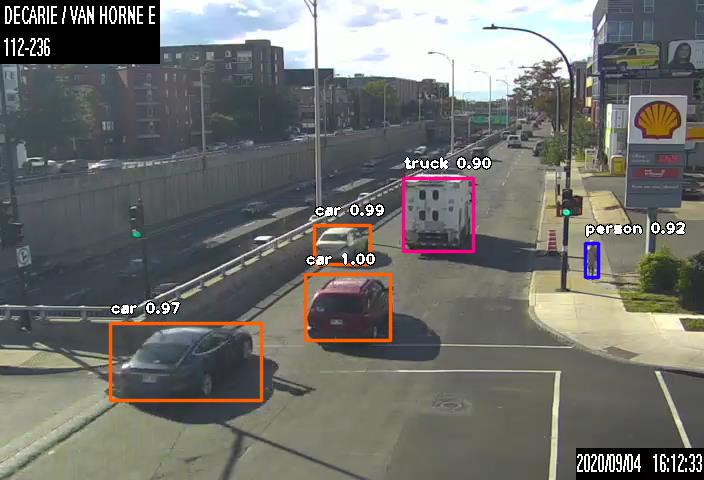 DECARIE / VAN HORNE E
112-236
truck 0.90
car 0.99
person 0.92
car 1.00
car 0.97
2020/09/04 16:12:33